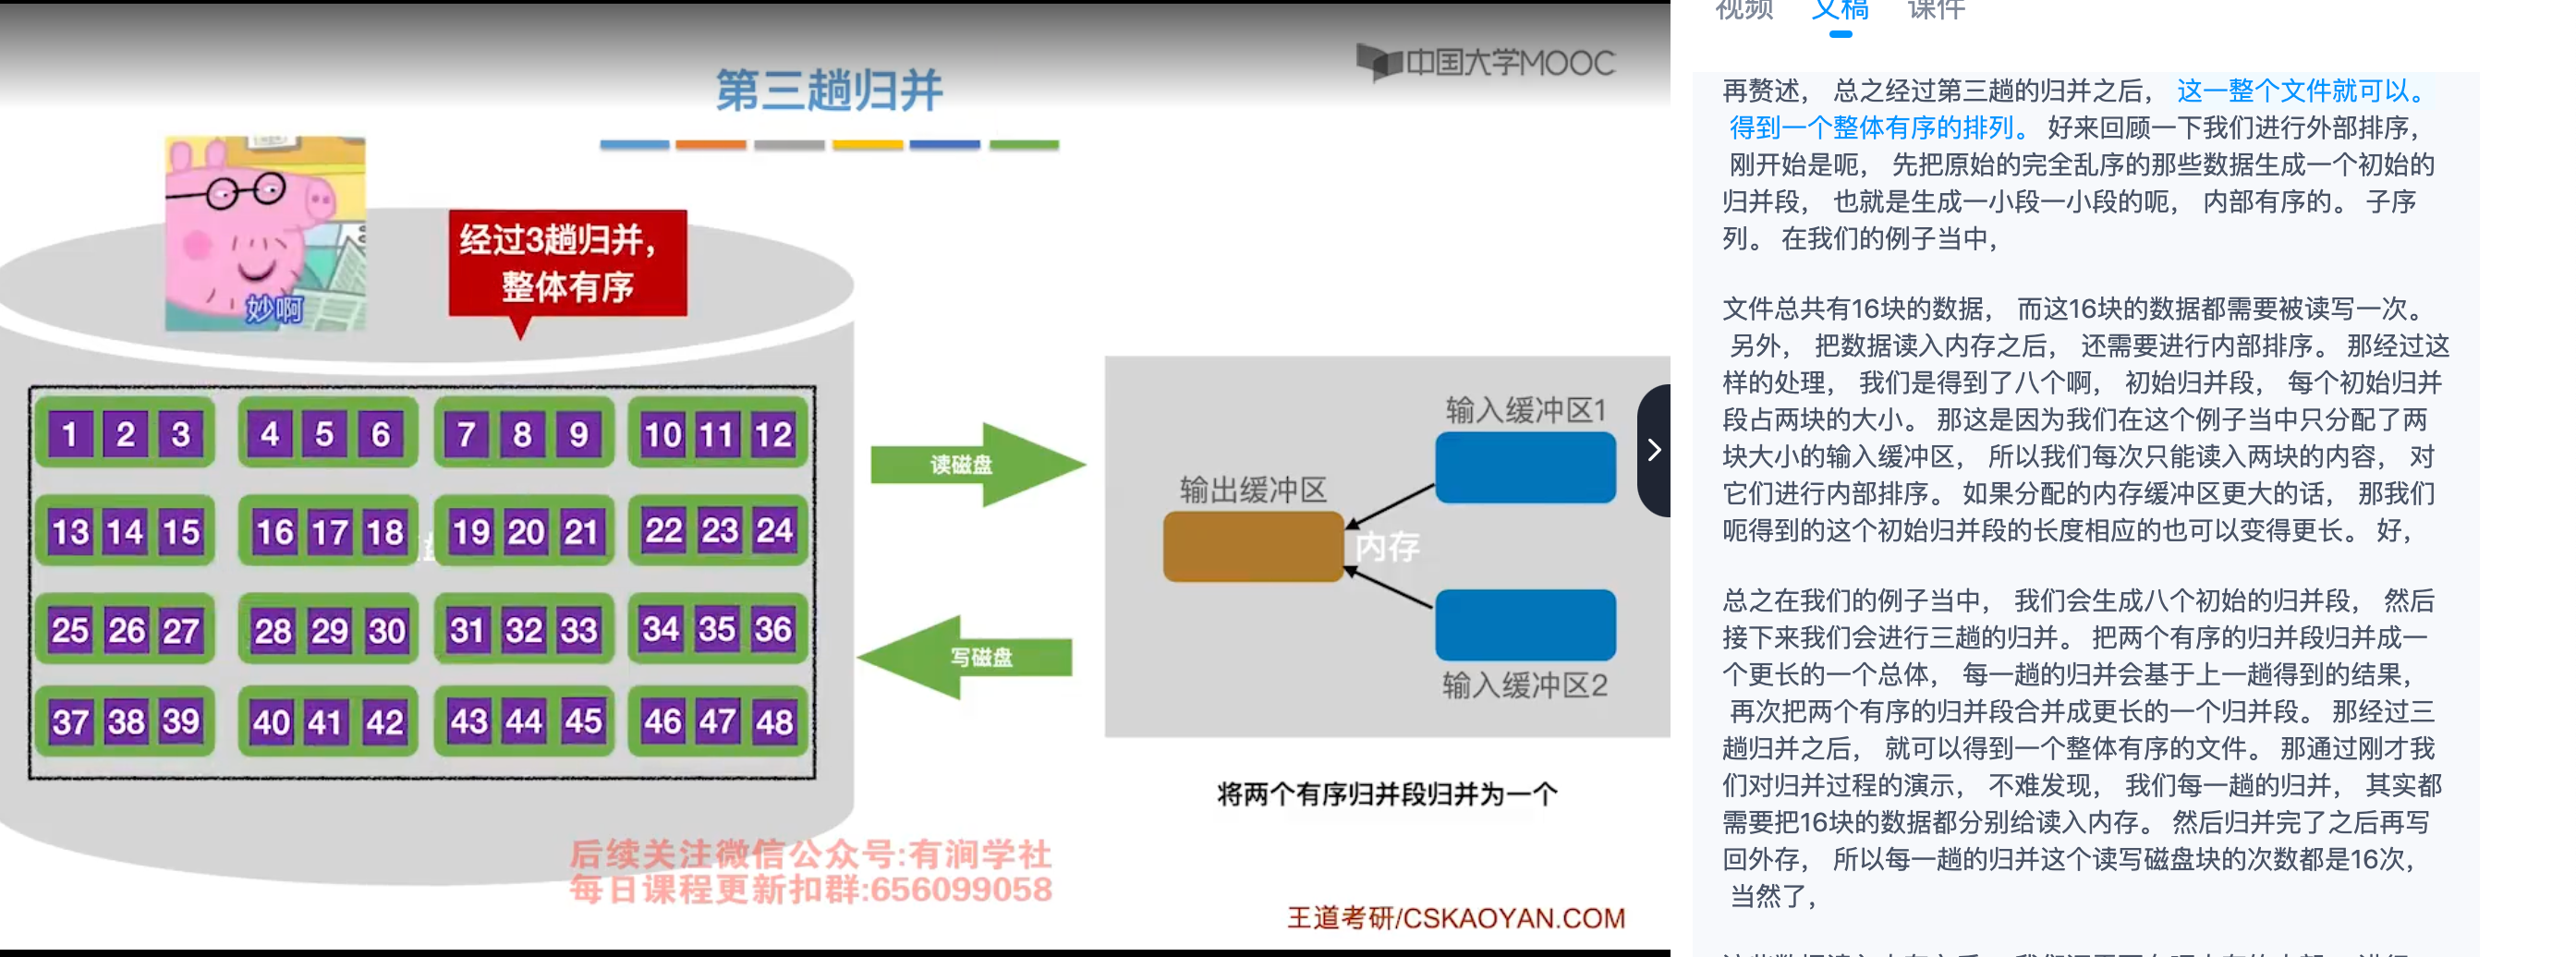 中国大学MOOC
第三趟归并
妙啊
经过3趟归并，
整体有序
1 2 3 4 5 6 7 8 9 10 11 12
13 14 15 16 17 18 19 20 21 22 23 24
25 26 27 28 29 30 31 32 33 34 35 36
37 38 39 40 41 42 43 44 45 46 47 48
读磁盘
写磁盘
输入缓冲区1
输出缓冲区
内存
输入缓冲区2
将两个有序归并段归并为一个
后续关注微信公众号:有涧学社
每日课程更新扣群:656099058
王道考研/CSKAOYAN.COM
视频 文稿 课件
再赘述， 总之经过第三趟的归并之后， 这一整个文件就可以。
得到一个整体有序的排列。 好来回顾一下我们进行外部排序，
刚开始是呃， 先把原始的完全乱序的那些数据生成一个初始的
归并段， 也就是生成一小段一小段的呃， 内部有序的。 子序
列。 在我们的例子当中，
文件总共有16块的数据， 而这16块的数据都需要被读写一次。
另外， 把数据读入内存之后， 还需要进行内部排序。 那经过这
样的处理， 我们是得到了八个啊， 初始归并段， 每个初始归并
段占两块的大小。 那这是因为我们在这个例子当中只分配了两
块大小的输入缓冲区， 所以我们每次只能读入两块的内容， 对
它们进行内部排序。 如果分配的内存缓冲区更大的话， 那我们
呃得到的这个初始归并段的长度相应的也可以变得更长。 好，
总之在我们的例子当中， 我们会生成八个初始的归并段， 然后
接下来我们会进行三趟的归并。 把两个有序的归并段归并成一
个更长的一个总体， 每一趟的归并会基于上一趟得到的结果，
再次把两个有序的归并段合并成更长的一个归并段。 那经过三
趟归并之后， 就可以得到一个整体有序的文件。 那通过刚才我
们对归并过程的演示， 不难发现， 我们每一趟的归并， 其实都
需要把16块的数据都分别给读入内存。 然后归并完了之后再写
回外存， 所以每一趟的归并这个读写磁盘块的次数都是16次，
当然了，